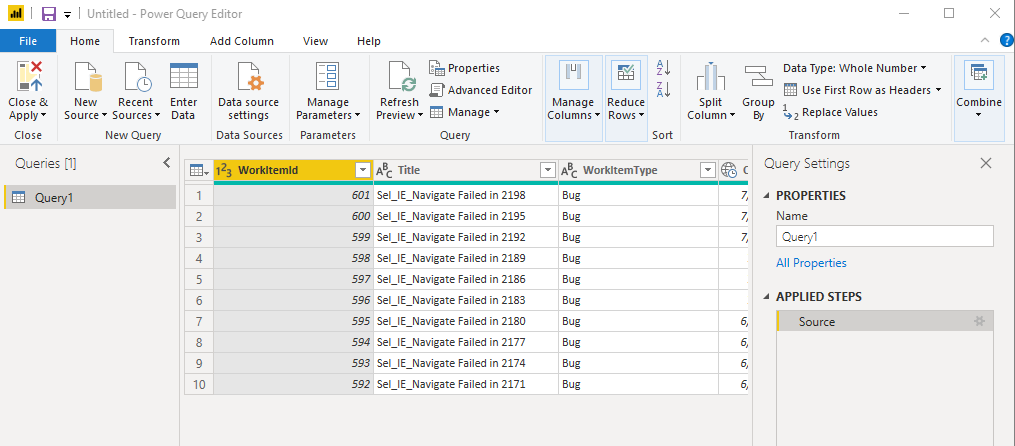 Untitled - Power Query Editor
File Home Transform Add Column View Help
Close & Apply
New Source
Recent Sources
Enter Data
Data source settings
Manage Parameters
Refresh Preview
Properties
Advanced Editor
Manage
Manage Columns
Reduce Rows
Split Column
Group By
Data Type: Whole Number
Use First Row as Headers
Replace Values
Combine
Close New Query Data Sources Parameters Query Sort Transform
Queries [1]
Query1
WorkItemId Title WorkItemType C
1 601 Sel_IE_Navigate Failed in 2198 Bug 7,
2 600 Sel_IE_Navigate Failed in 2195 Bug 7,
3 599 Sel_IE_Navigate Failed in 2192 Bug 7,
4 598 Sel_IE_Navigate Failed in 2189 Bug
5 597 Sel_IE_Navigate Failed in 2186 Bug
6 596 Sel_IE_Navigate Failed in 2183 Bug
7 595 Sel_IE_Navigate Failed in 2180 Bug 6,
8 594 Sel_IE_Navigate Failed in 2177 Bug 6,
9 593 Sel_IE_Navigate Failed in 2174 Bug 6,
10 592 Sel_IE_Navigate Failed in 2171 Bug 6,
Query Settings
PROPERTIES
Name
Query1
All Properties
APPLIED STEPS
Source